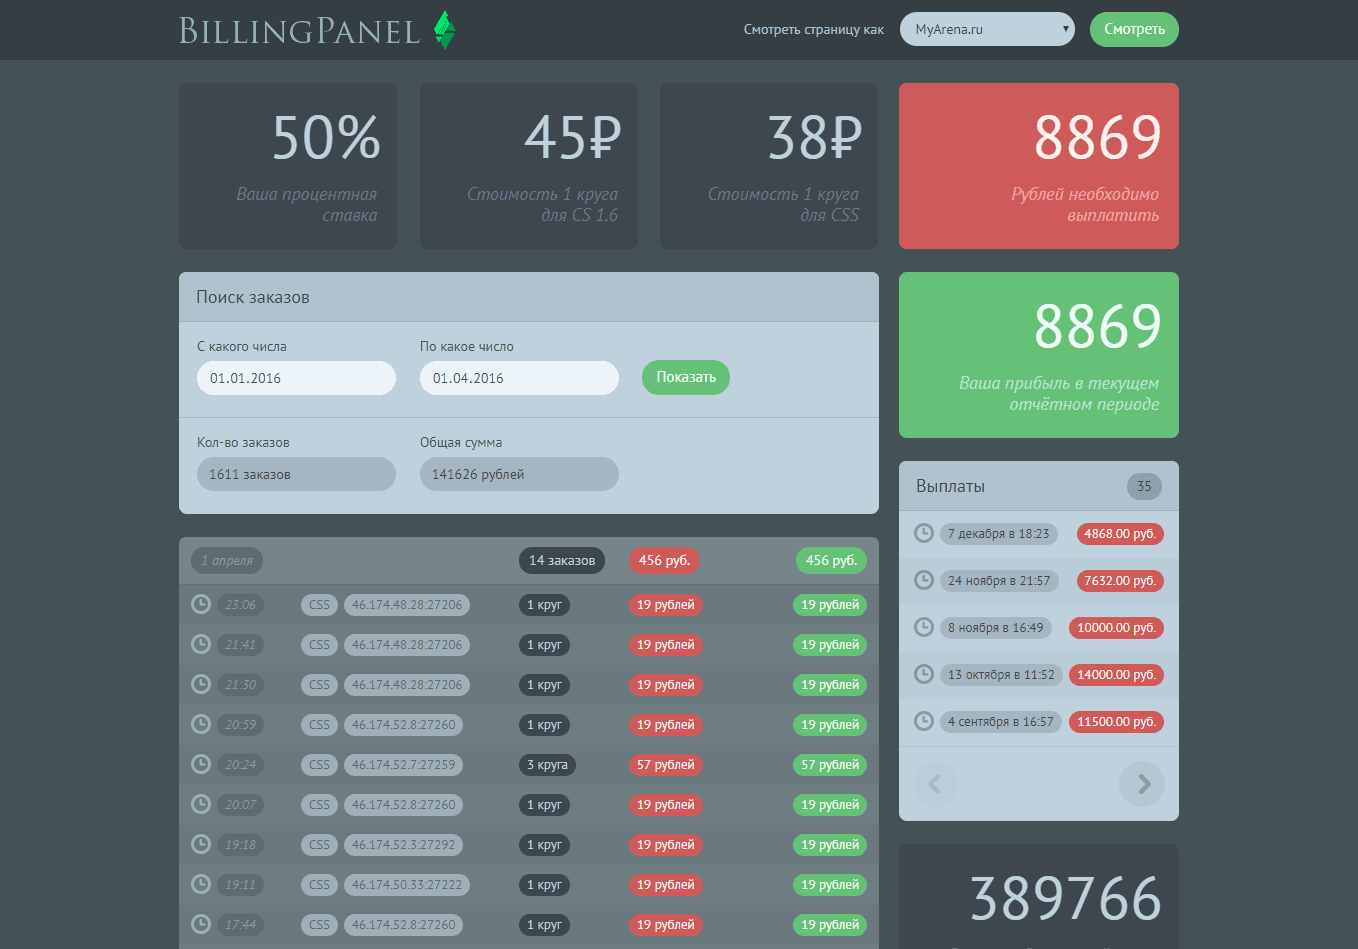 BILLINGPANEL
Смотреть страницу как
MyArena.ru
Смотреть
50%
Ваша процентная
ставка
45₽
Стоимость 1 круга
для CS 1.6
38₽
Стоимость 1 круга
для CSS
8869
Рублей необходимо
выплатить
Поиск заказов
С какого числа
По какое число
01.01.2016
01.04.2016
Показать
Кол-во заказов
Общая сумма
1611 заказов
141626 рублей
8869
Ваша прибыль в текущем
отчётном периоде
Выплаты
35
7 декабря в 18:23 4868.00 руб.
24 ноября в 21:57 7632.00 руб.
8 ноября в 16:49 10000.00 руб.
13 октября в 11:52 14000.00 руб.
4 сентября в 16:57 11500.00 руб.
1 апреля 14 заказов 456 руб. 456 руб.
23:06 CSS 46.174.48.28:27206 1 круг 19 рублей 19 рублей
21:41 CSS 46.174.48.28:27206 1 круг 19 рублей 19 рублей
21:30 CSS 46.174.48.28:27206 1 круг 19 рублей 19 рублей
20:59 CSS 46.174.52.8:27260 1 круг 19 рублей 19 рублей
20:24 CSS 46.174.52.7:27259 3 круга 57 рублей 57 рублей
20:07 CSS 46.174.52.8:27260 1 круг 19 рублей 19 рублей
19:18 CSS 46.174.52.3:27292 1 круг 19 рублей 19 рублей
19:11 CSS 46.174.50.33:27222 1 круг 19 рублей 19 рублей
17:44 CSS 46.174.52.8:27260 1 круг 19 рублей 19 рублей
389766